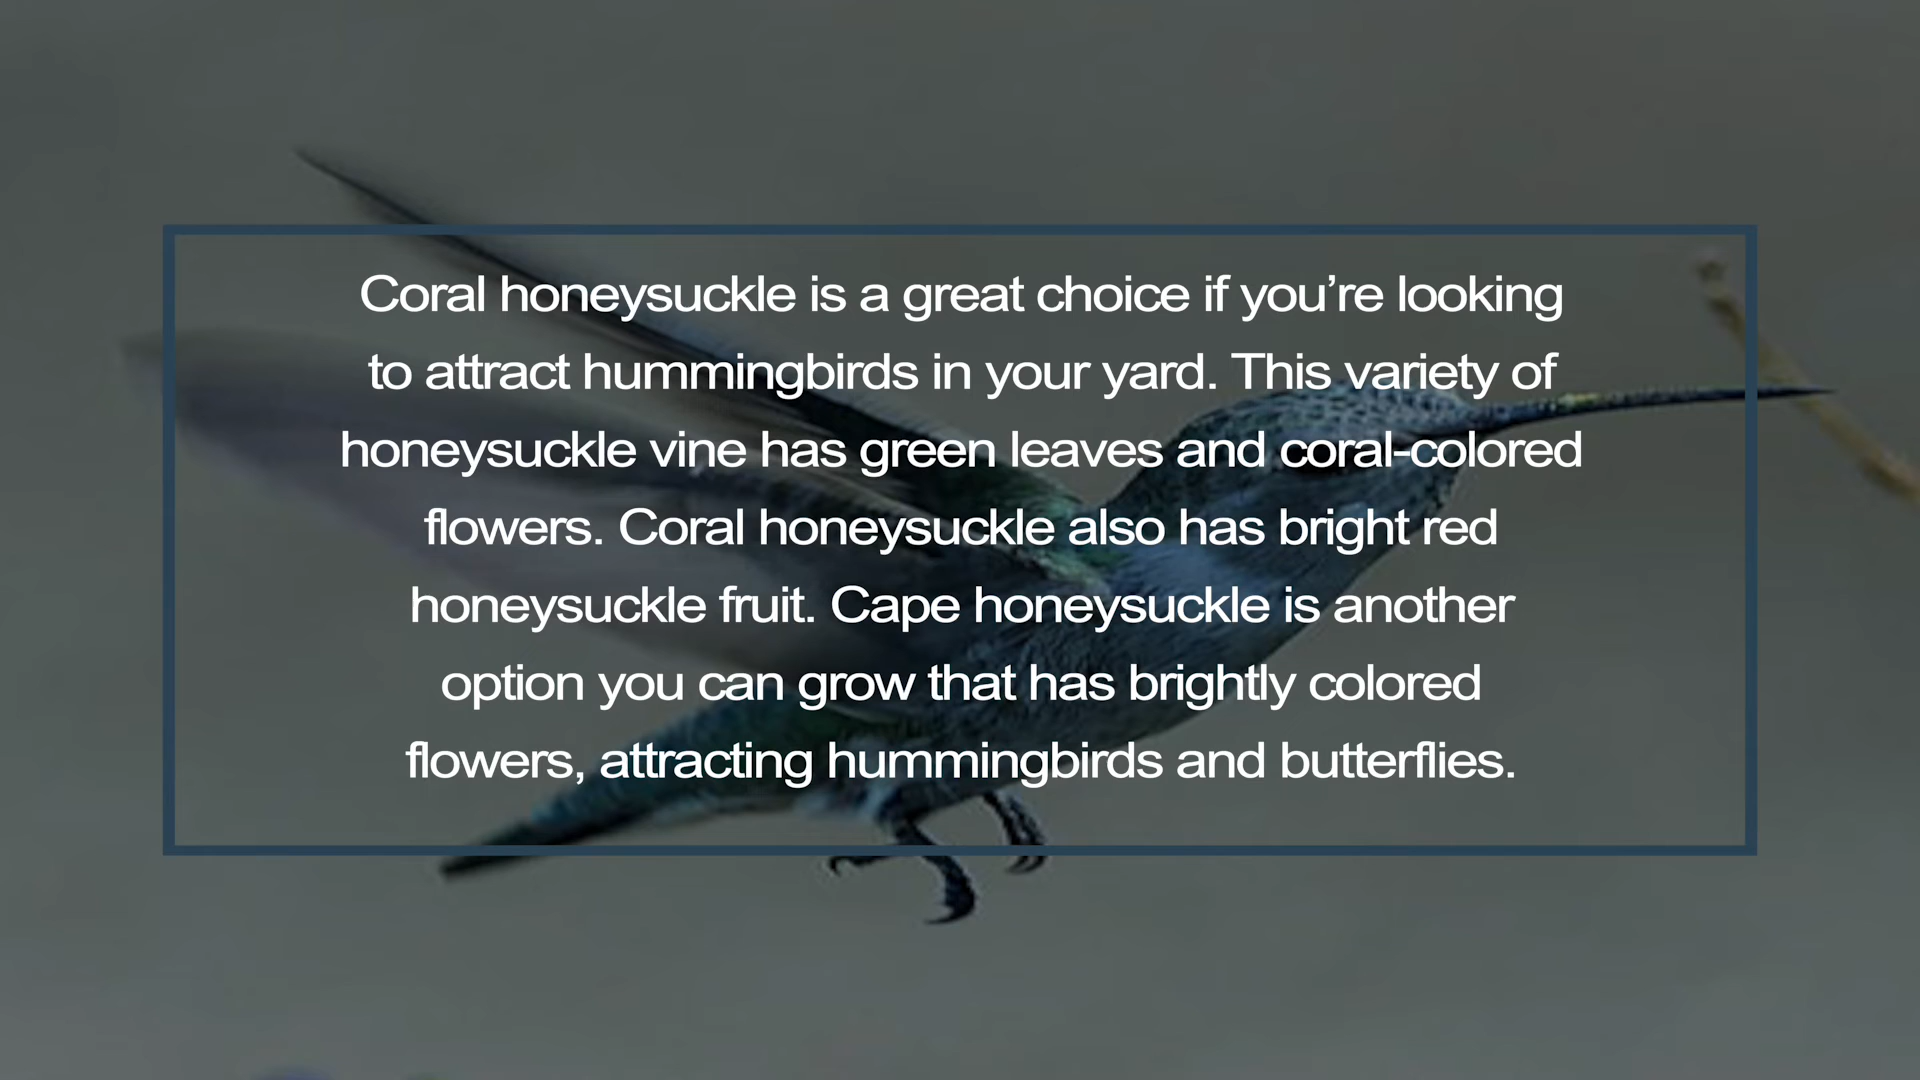 Coral honeysuckle is a great choice if you’re looking
to attract hummingbirds in your yard. This variety of
honeysuckle vine has green leaves and coral-colored
flowers. Coral honeysuckle also has bright red
honeysuckle fruit. Cape honeysuckle is another
option you can grow that has brightly colored
flowers, attracting hummingbirds and butterflies.